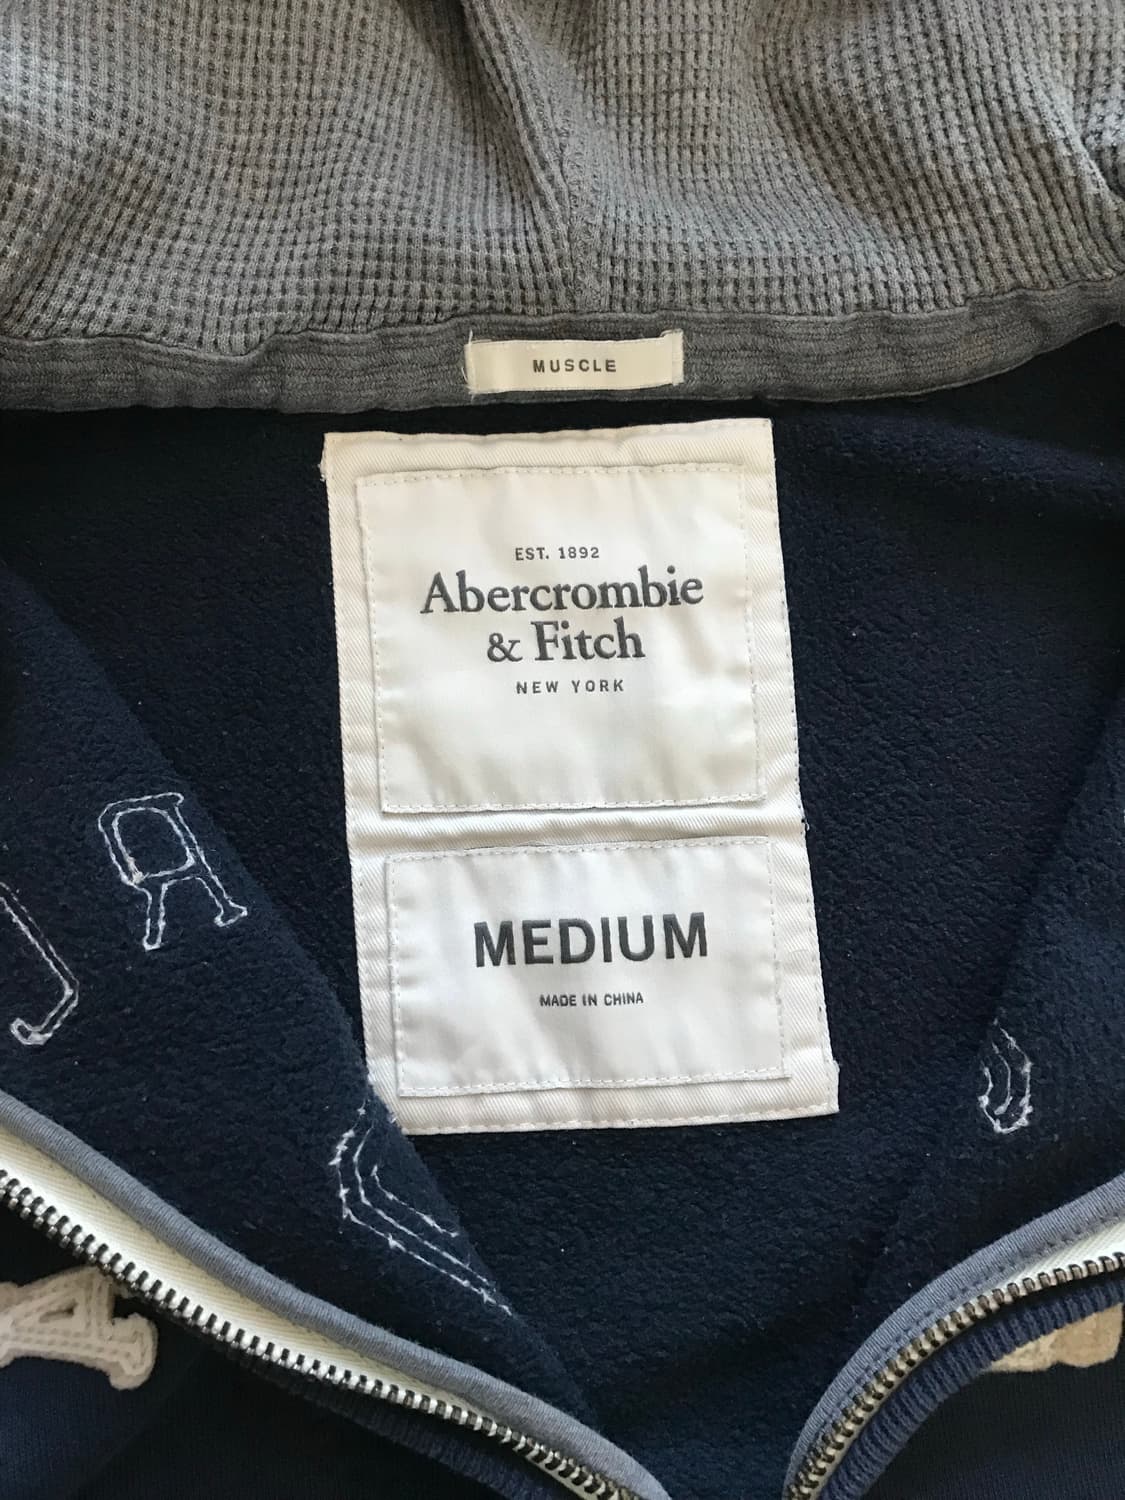 MUSCLE
EST. 1892
Abercrombie
& Fitch
NEW YORK
MEDIUM
MADE IN CHINA
A